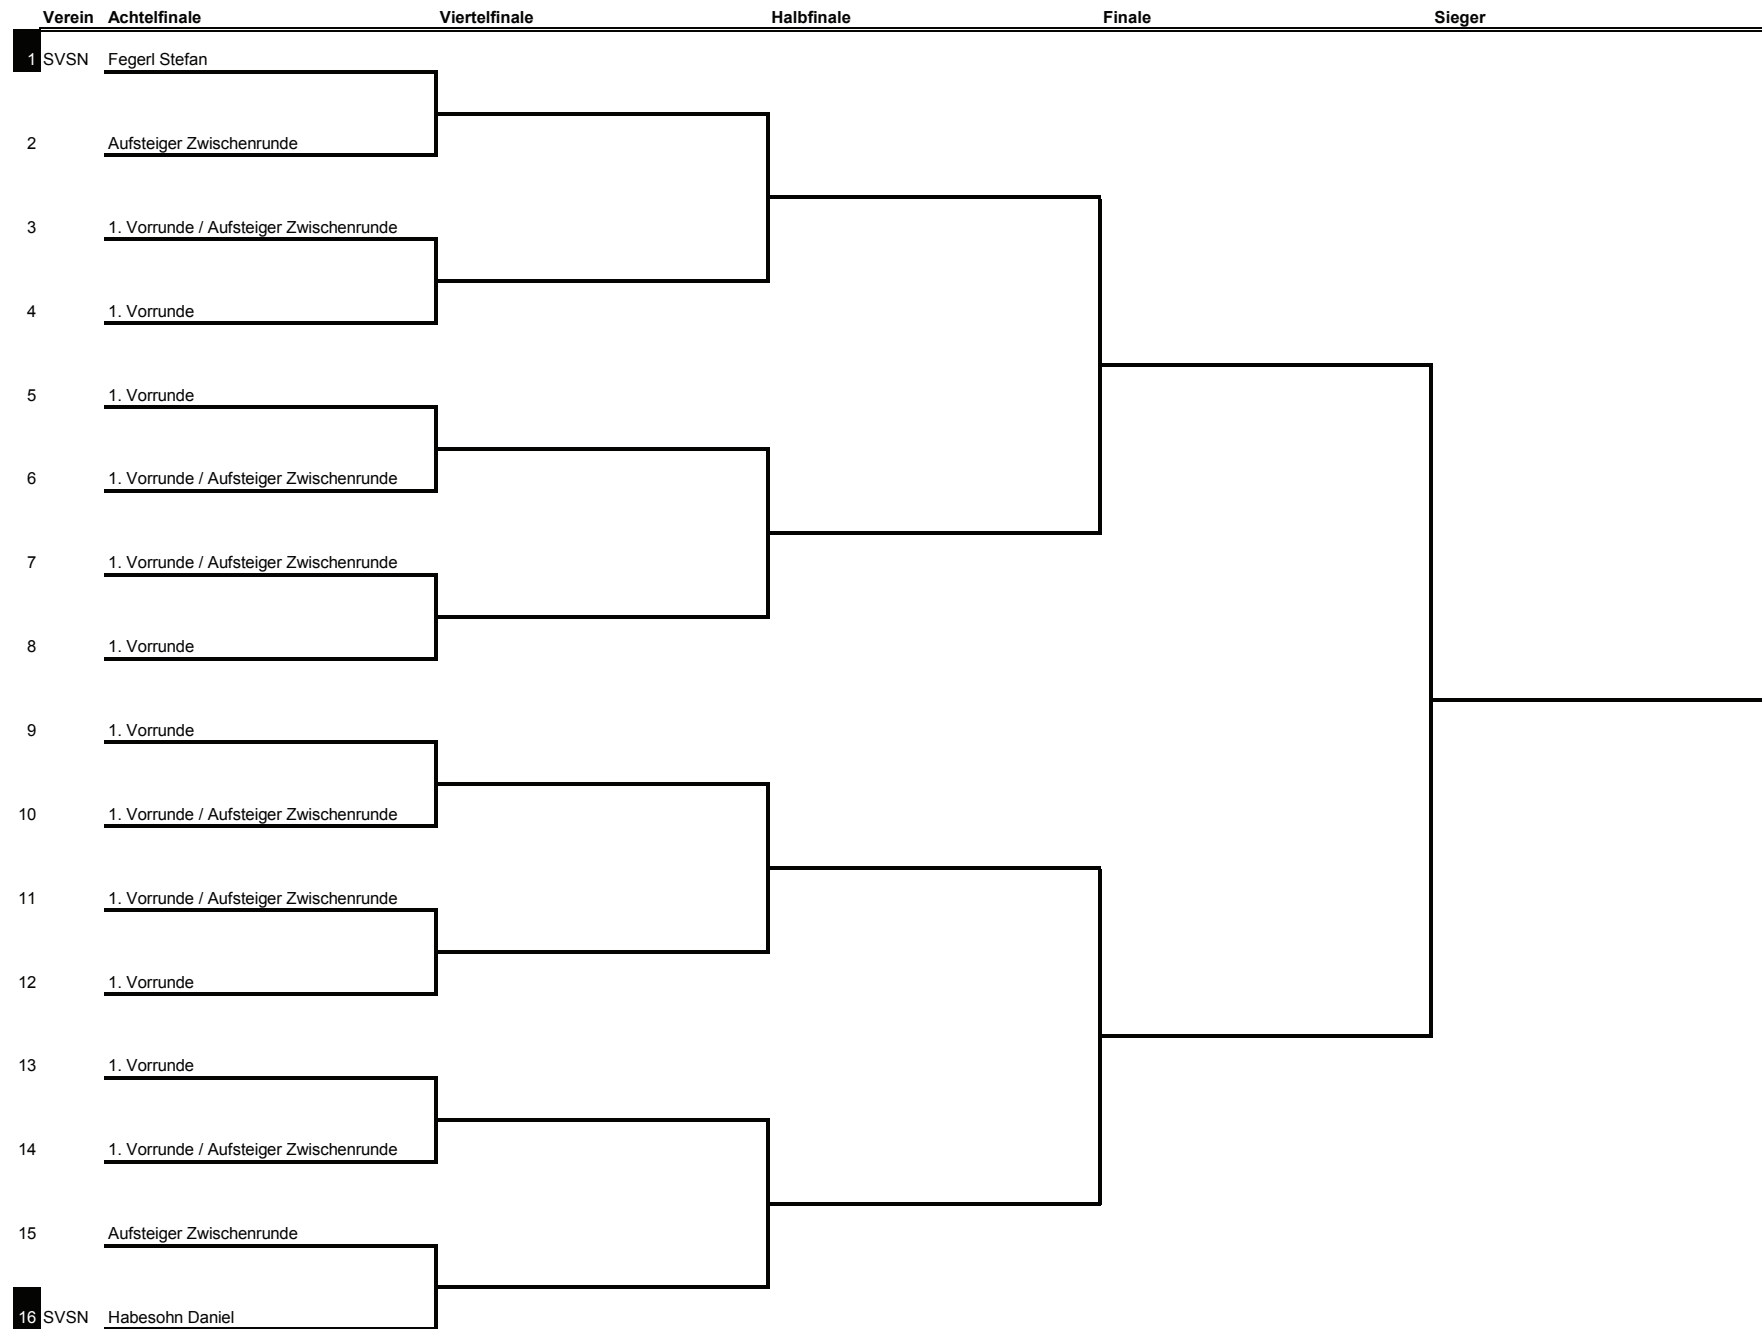 Verein Achtelfinale Viertelfinale Halbfinale Finale Sieger
1 SVSN Fegerl Stefan
2 Aufsteiger Zwischenrunde
3 1. Vorrunde / Aufsteiger Zwischenrunde
4 1. Vorrunde
5 1. Vorrunde
6 1. Vorrunde / Aufsteiger Zwischenrunde
7 1. Vorrunde / Aufsteiger Zwischenrunde
8 1. Vorrunde
9 1. Vorrunde
10 1. Vorrunde / Aufsteiger Zwischenrunde
11 1. Vorrunde / Aufsteiger Zwischenrunde
12 1. Vorrunde
13 1. Vorrunde
14 1. Vorrunde / Aufsteiger Zwischenrunde
15 Aufsteiger Zwischenrunde
16 SVSN Habesohn Daniel